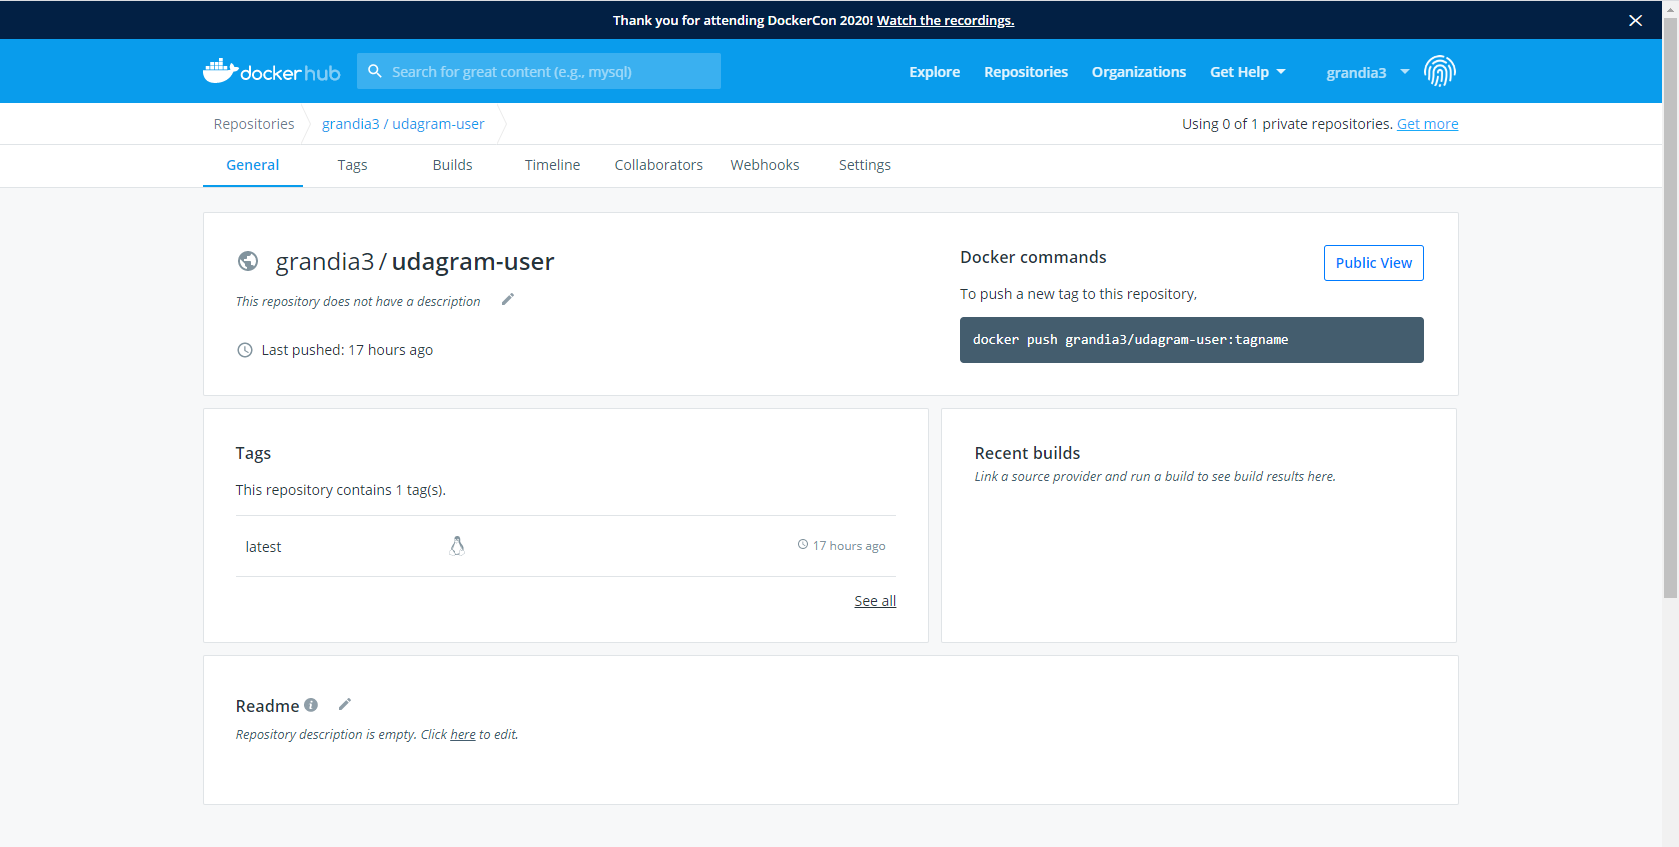 Thank you for attending DockerCon 2020! Watch the recordings.
docker hub
Search for great content (e.g., mysql)
Explore Repositories Organizations Get Help grandia3
Repositories grandia3 / udagram-user Using 0 of 1 private repositories. Get more
General Tags Builds Timeline Collaborators Webhooks Settings
grandia3 / udagram-user
This repository does not have a description
Last pushed: 17 hours ago
Docker commands
Public View
To push a new tag to this repository,
docker push grandia3/udagram-user:tagname
Tags
This repository contains 1 tag(s).
latest 17 hours ago
See all
Recent builds
Link a source provider and run a build to see build results here.
Readme
Repository description is empty. Click here to edit.